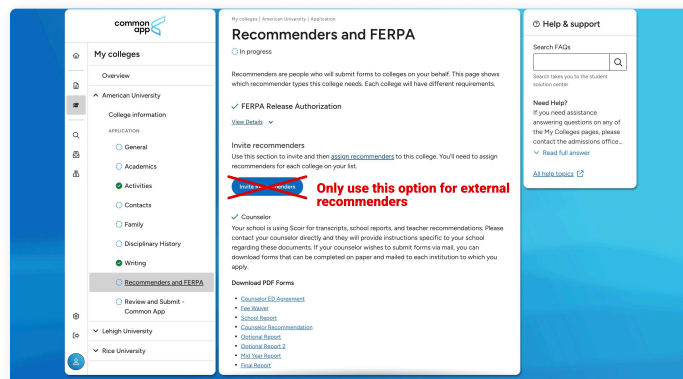 common
app
My colleges
Overview
American University
College information
APPLICATION
General
Academics
Activities
Contacts
Family
Disciplinary History
Writing
Recommenders and FERPA
Review and Submit -
Common App
Lehigh University
Rice University
My colleges | American University | Application
Recommenders and FERPA
In progress
Recommenders are people who will submit forms to colleges on your behalf. This page shows
which recommender types this college needs. Each college will have different requirements.
FERPA Release Authorization
View Details
Invite recommenders
Use this section to invite and then assign recommenders to this college. You'll need to assign
recommenders for each college on your list.
Invite Recommenders
Only use this option for external
recommenders
Counselor
Your school is using Scoir for transcripts, school reports, and teacher recommendations. Please
contact your counselor directly and they will provide instructions specific to your school
regarding these documents. If your counselor wishes to submit forms via mail, you can
download forms that can be completed on paper and mailed to each institution to which you
apply.
Download PDF Forms
Counselor ED Agreement
Fee Waiver
School Report
Counselor Recommendation
Optional Report
Optional Report 2
Mid Year Report
Final Report
Help & support
Search FAQs
Search takes you to the student
solution center
Need Help?
If you need assistance
answering questions on any of
the My Colleges pages, please
contact the admissions office...
Read full answer
All help topics